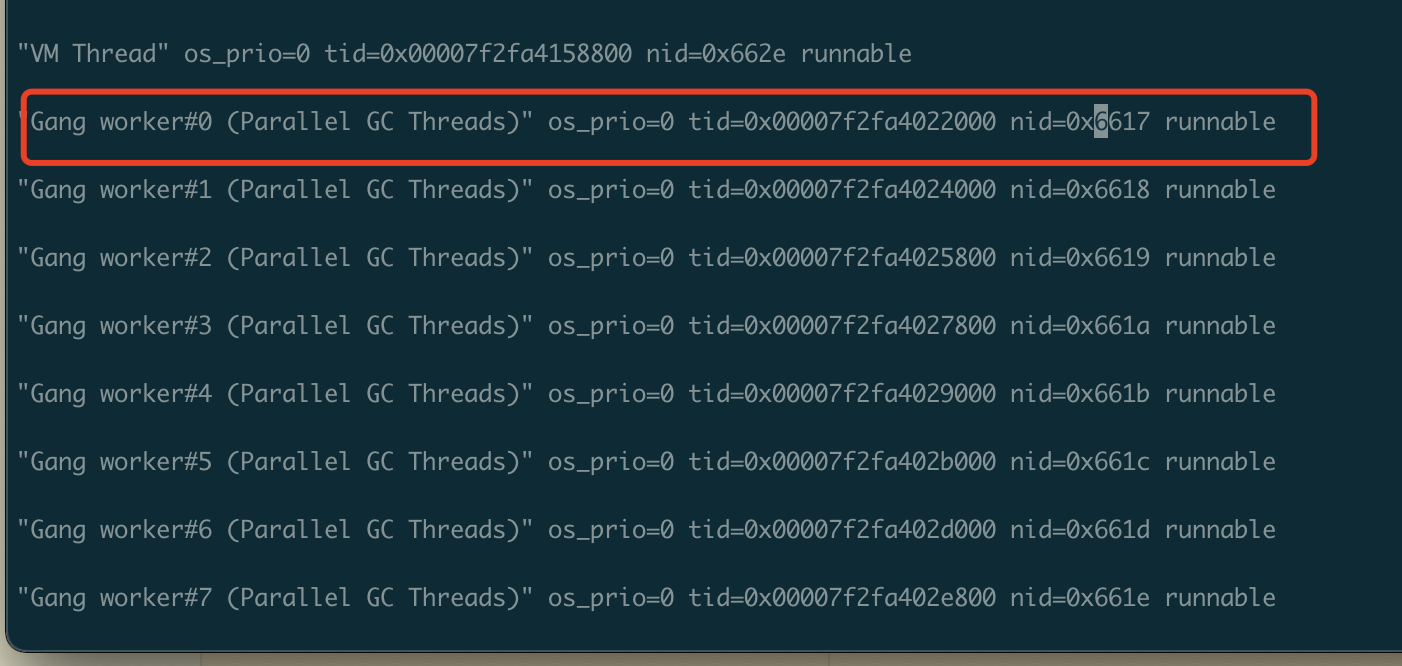 "VM Thread" os_prio=0 tid=0x00007f2fa4158800 nid=0x662e runnable
"Gang worker#0 (Parallel GC Threads)" os_prio=0 tid=0x00007f2fa4022000 nid=0x6617 runnable
"Gang worker#1 (Parallel GC Threads)" os_prio=0 tid=0x00007f2fa4024000 nid=0x6618 runnable
"Gang worker#2 (Parallel GC Threads)" os_prio=0 tid=0x00007f2fa4025800 nid=0x6619 runnable
"Gang worker#3 (Parallel GC Threads)" os_prio=0 tid=0x00007f2fa4027800 nid=0x661a runnable
"Gang worker#4 (Parallel GC Threads)" os_prio=0 tid=0x00007f2fa4029000 nid=0x661b runnable
"Gang worker#5 (Parallel GC Threads)" os_prio=0 tid=0x00007f2fa402b000 nid=0x661c runnable
"Gang worker#6 (Parallel GC Threads)" os_prio=0 tid=0x00007f2fa402d000 nid=0x661d runnable
"Gang worker#7 (Parallel GC Threads)" os_prio=0 tid=0x00007f2fa402e800 nid=0x661e runnable